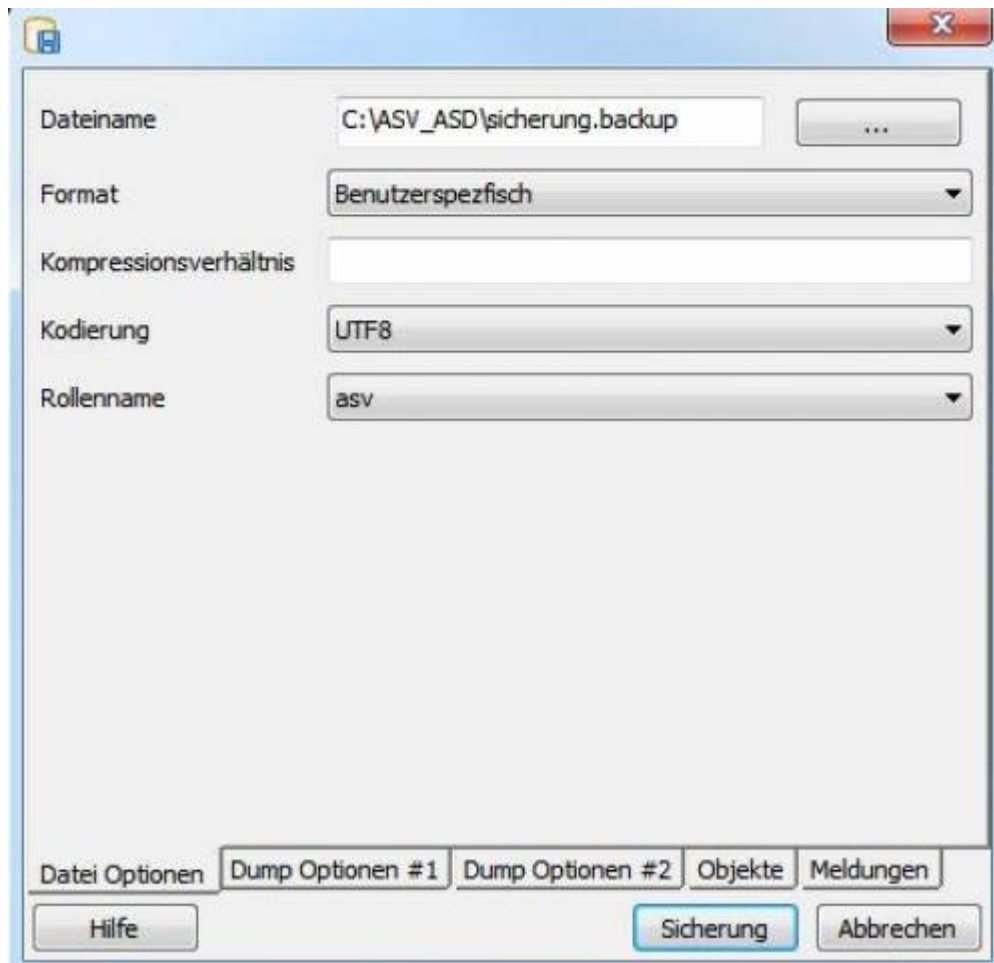 Dateiname C:\ASV_ASD\sicherung.backup ...
Format Benutzerspezfisch
Kompressionsverhältnis
Kodierung UTF8
Rollenname asv
Datei Optionen Dump Optionen #1 Dump Optionen #2 Objekte Meldungen
Hilfe Sicherung Abbrechen